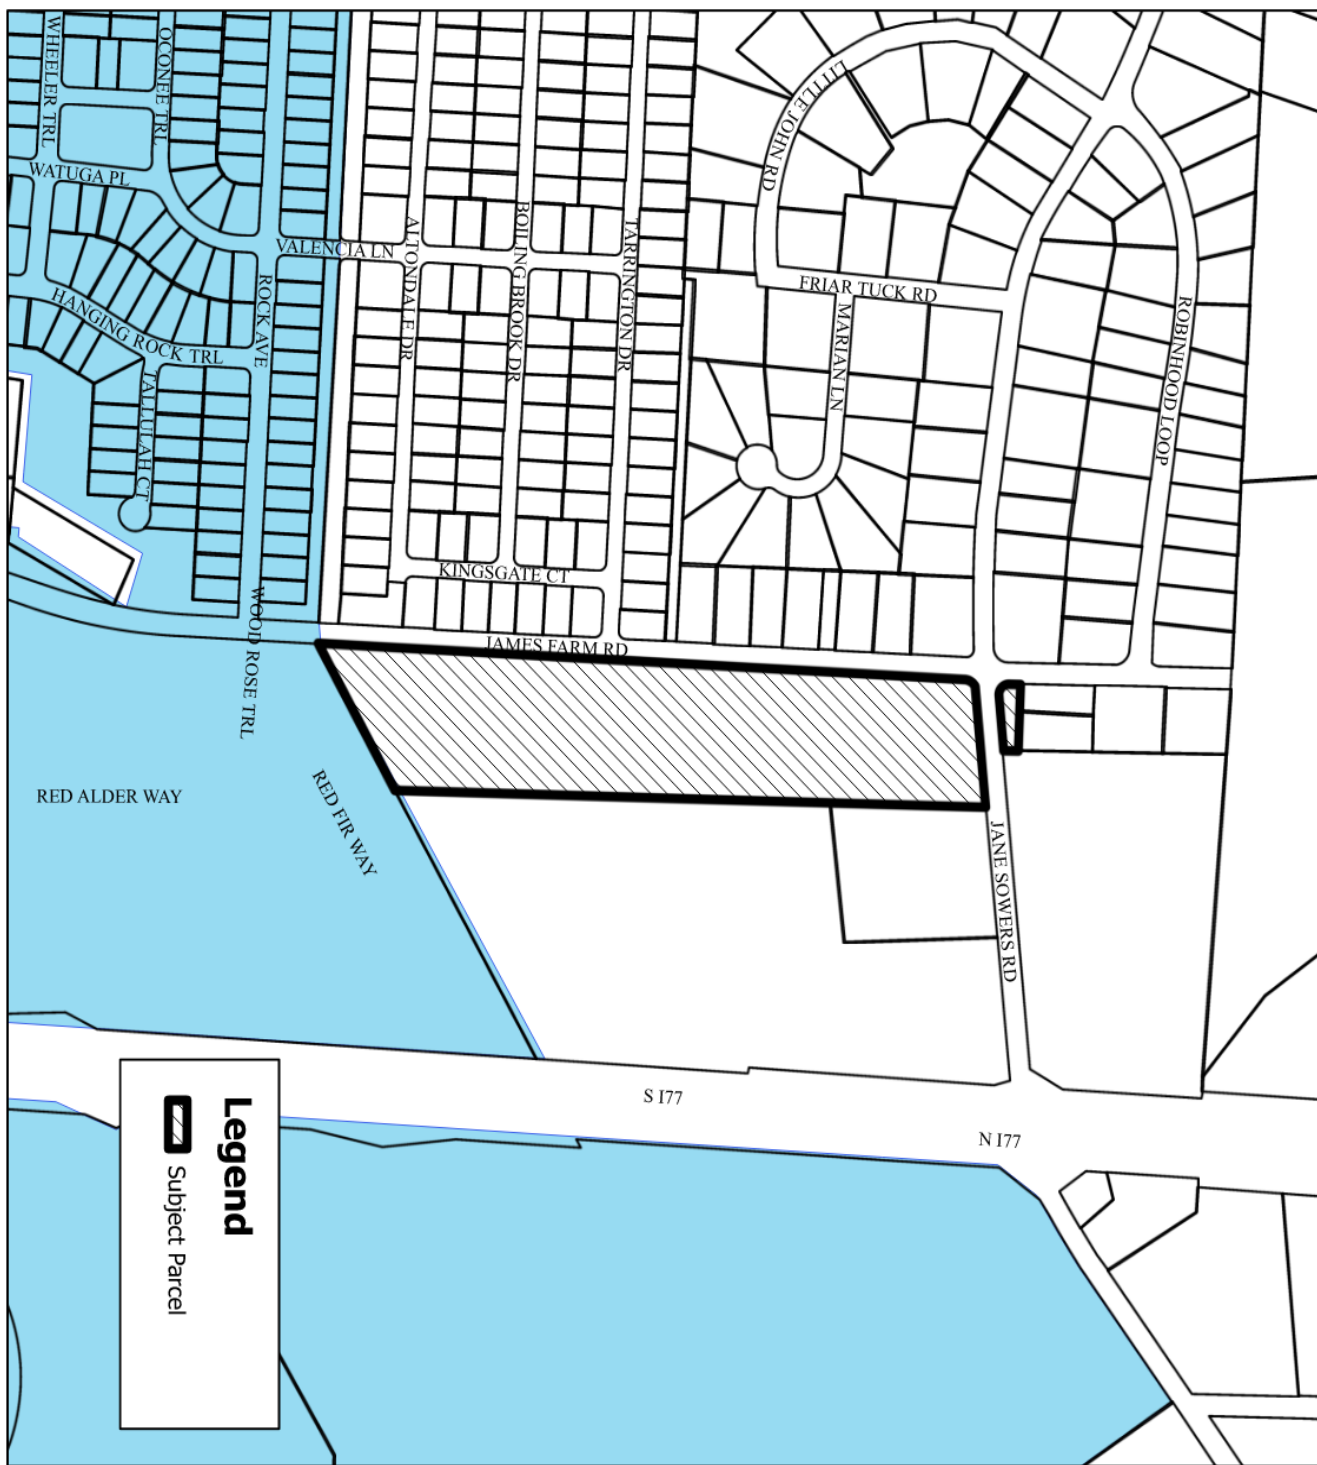 WHEELER TRL
OCONEE TRL
LITTLEJOHN RD
WATUGA PL
VALENCIA LN
ALTONDALE DR
BOILING BROOK DR
TARRINGTON DR
FRIAR TUCK RD
MARIAN LN
ROBINHOOD LOOP
HANGING ROCK TRL
ROCK AVE
TALLULAH CT
KINGSGATE CT
WOOD ROSE TRL
JAMES FARM RD
RED ALDER WAY
RED FIR WAY
JANE SOWERS RD
S I77
N I77
Legend
Subject Parcel